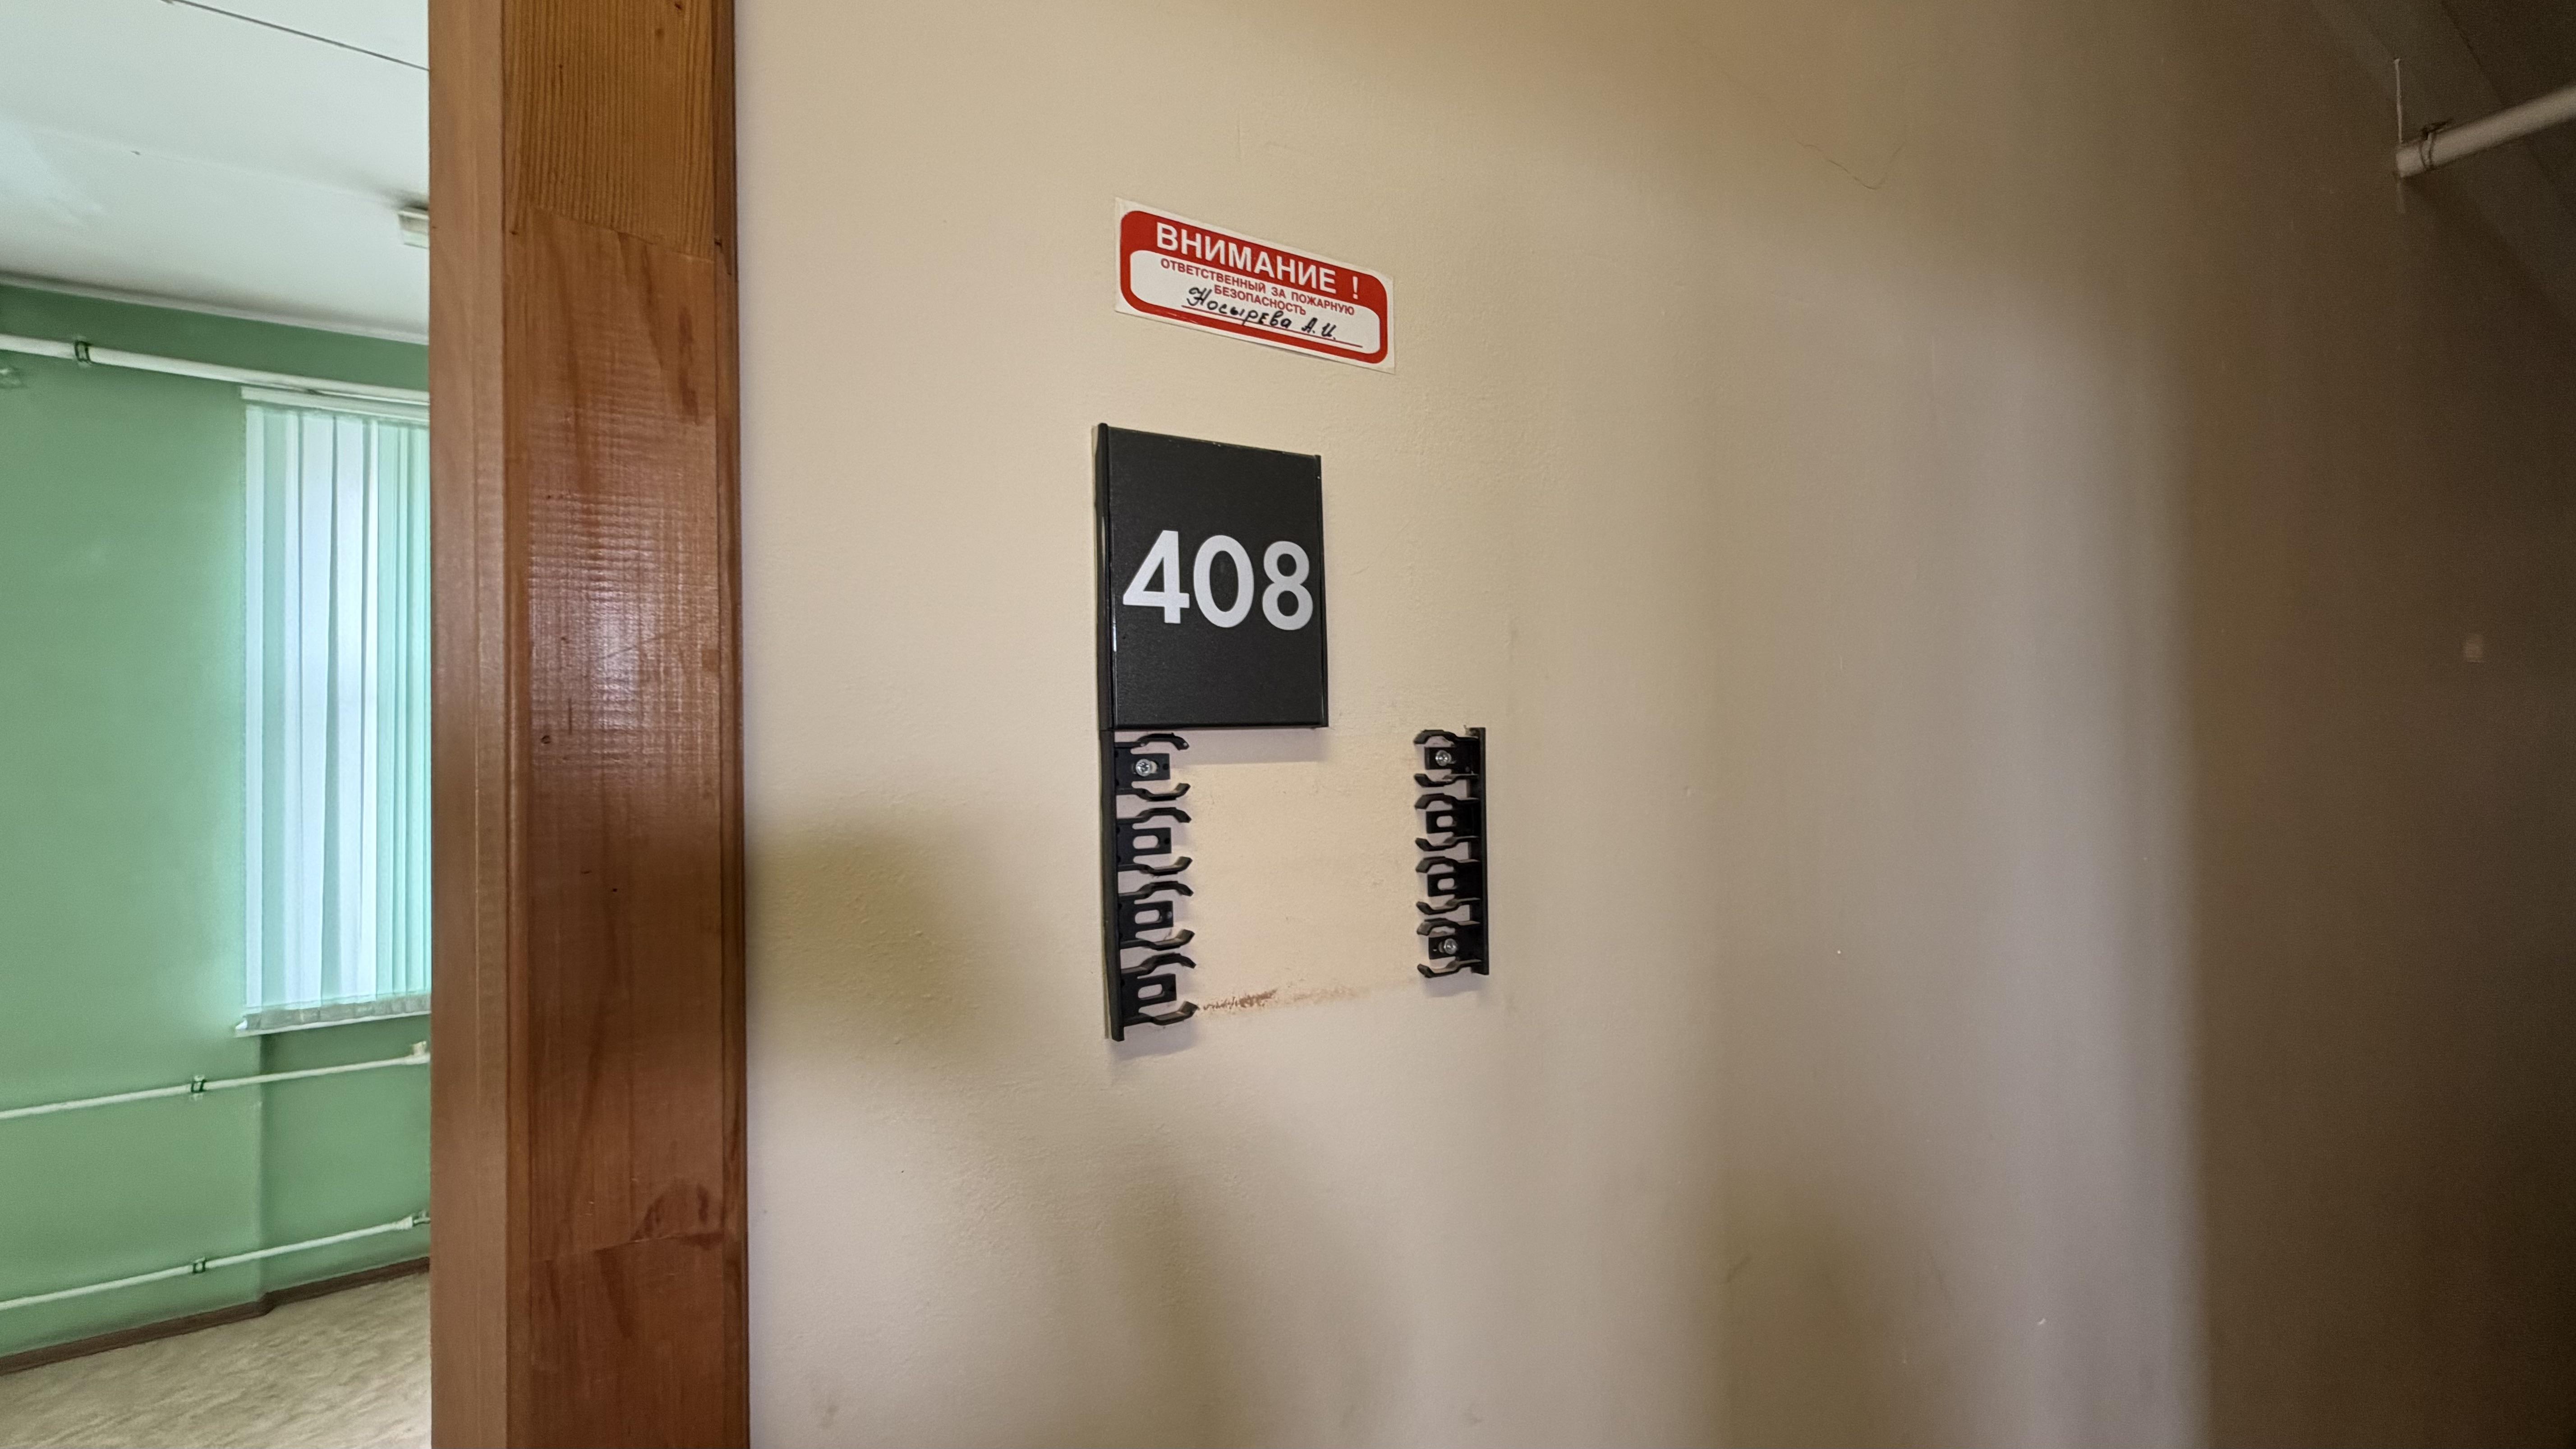 ВНИМАНИЕ !
ОТВЕТСТВЕННЫЙ ЗА ПОЖАРНУЮ
БЕЗОПАСНОСТЬ
Носырева А.И.
408